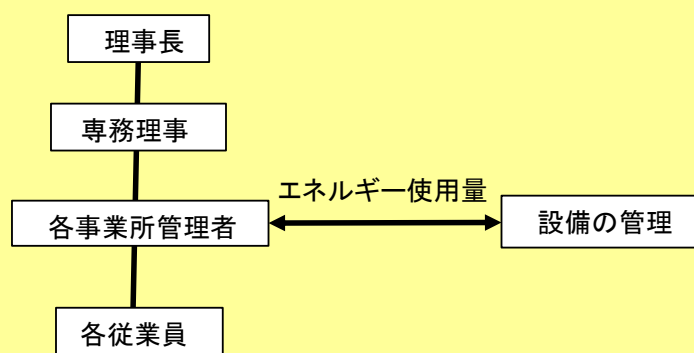 理事長
専務理事
エネルギー使用量
各事業所管理者
設備の管理
各従業員